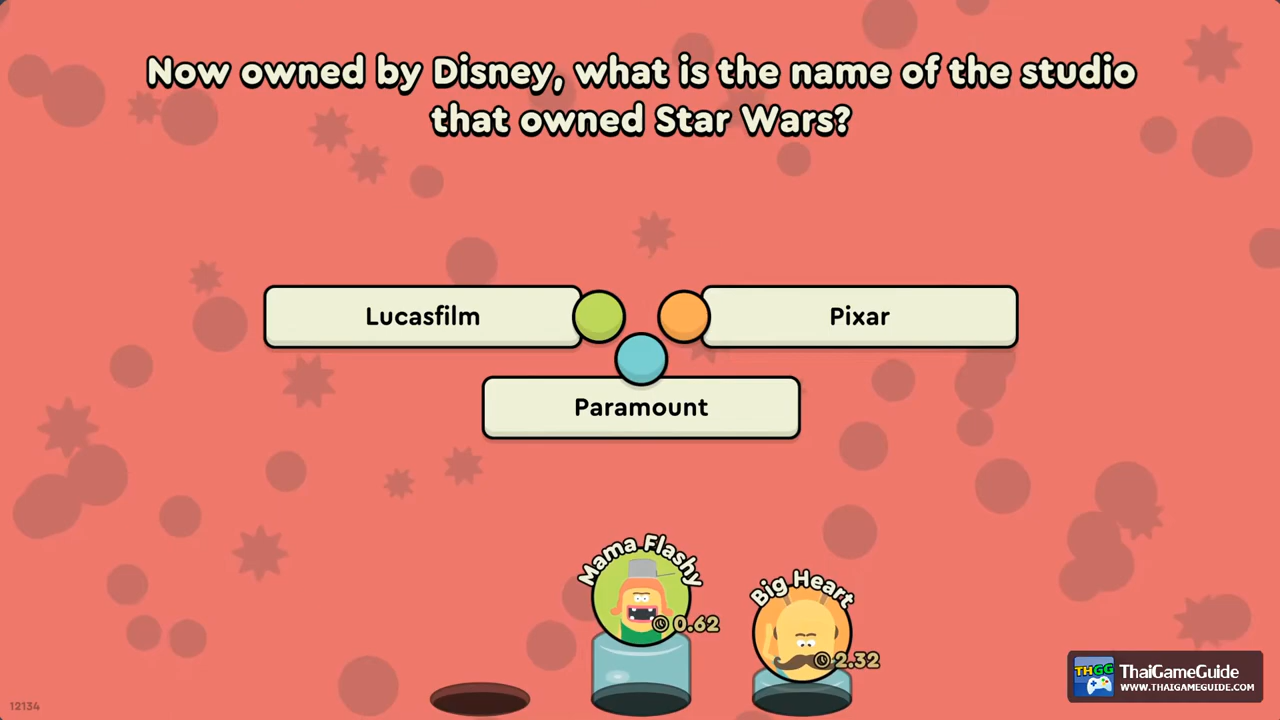 Now owned by Disney, what is the name of the studio
that owned Star Wars?
Lucasfilm
Pixar
Paramount
Mama Flashy
0.62
Big Heart
2.32
THGG
ThaiGameGuide
WWW.THAIGAMEGUIDE.COM
12134